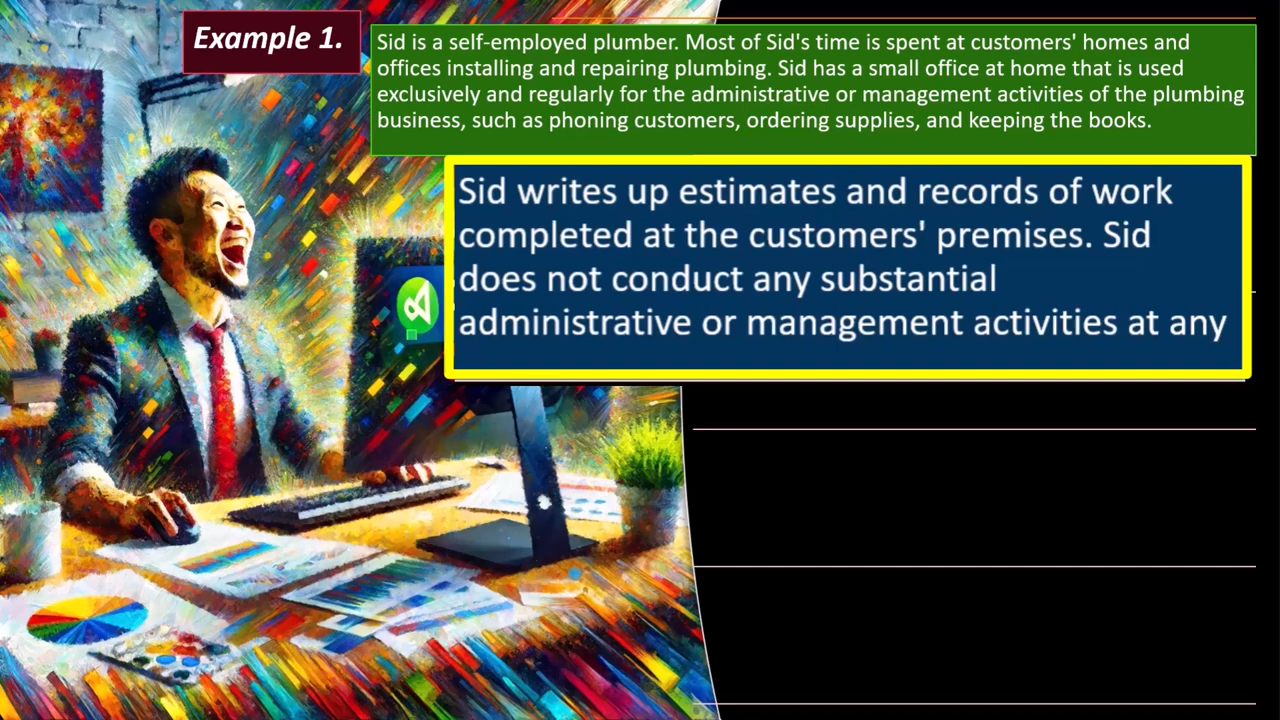 Example 1.
Sid is a self-employed plumber. Most of Sid's time is spent at customers' homes and
offices installing and repairing plumbing. Sid has a small office at home that is used
exclusively and regularly for the administrative or management activities of the plumbing
business, such as phoning customers, ordering supplies, and keeping the books.
Sid writes up estimates and records of work
completed at the customers' premises. Sid
does not conduct any substantial
administrative or management activities at any